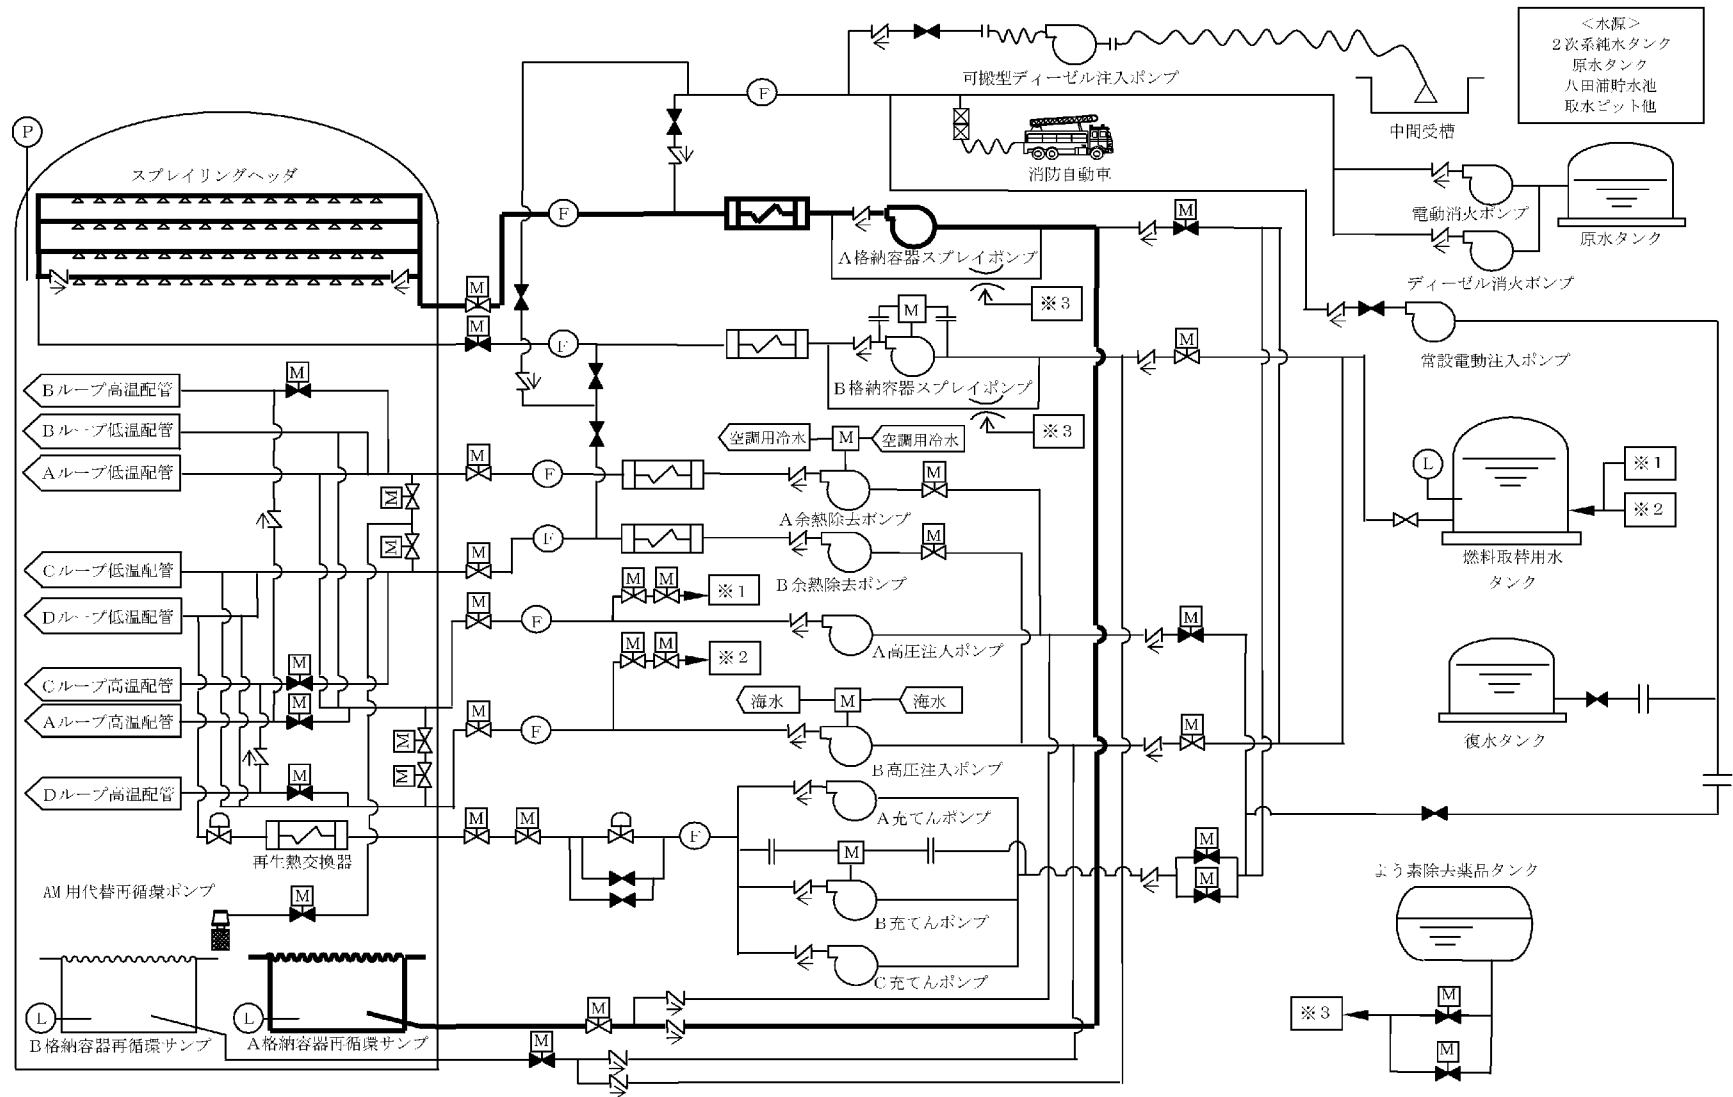 <水源>
2次系純水タンク
原水タンク
八田浦貯水池
取水ピット他
可搬型ディーゼル注入ポンプ
中間受槽
F
P
消防自動車
スプレイリングヘッダ
電動消火ポンプ
原水タンク
M
F
A格納容器スプレイポンプ
ディーゼル消火ポンプ
M
※3
M
M
F
M
常設電動注入ポンプ
B格納容器スプレイポンプ
M
Bループ高温配管
Bループ低温配管
※3
空調用冷水
M
空調用冷水
Aループ低温配管
M
F
M
L
※1
M
※2
A余熱除去ポンプ
M
F
M
M
燃料取替用水
タンク
Cループ低温配管
B余熱除去ポンプ
M
M
※1
Dループ低温配管
M
F
M
A高圧注入ポンプ
M
M
※2
Cループ高温配管
M
海水
M
海水
Aループ高温配管
M
M
F
M
復水タンク
M
B高圧注入ポンプ
M
Dループ高温配管
M
A充てんポンプ
M
M
F
M
M
再生熱交換器
よう素除去薬品タンク
M
AM用代替再循環ポンプ
M
B充てんポンプ
C充てんポンプ
M
M
※3
L
L
B格納容器再循環サンプ
A格納容器再循環サンプ
M
M